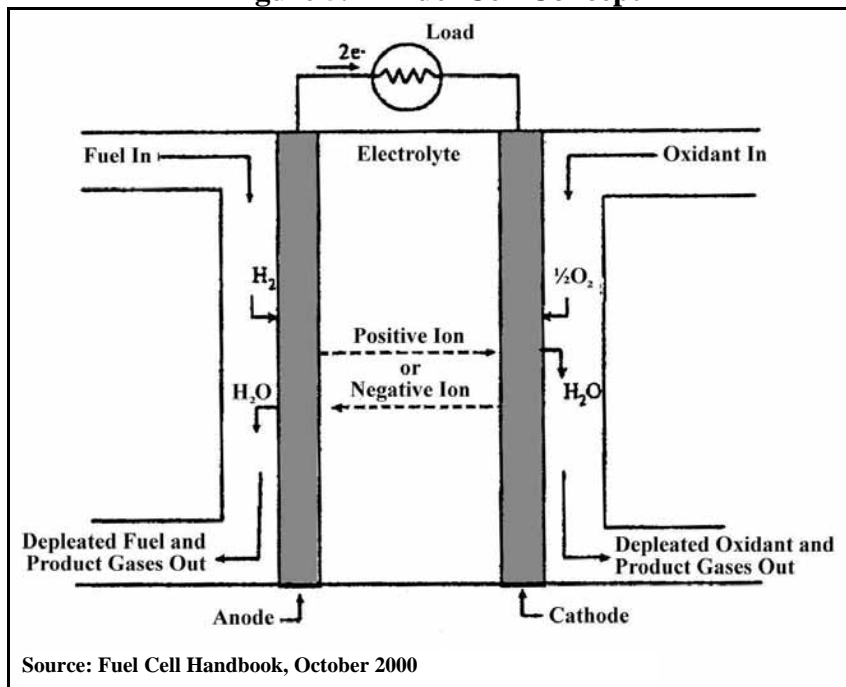 Load
2e-
Fuel In
Electrolyte
Oxidant In
H₂
½O₂
Positive Ion
or
Negative Ion
H₂O
H₂O
Depleated Fuel and
Product Gases Out
Depleated Oxidant and
Product Gases Out
Anode
Cathode
Source: Fuel Cell Handbook, October 2000